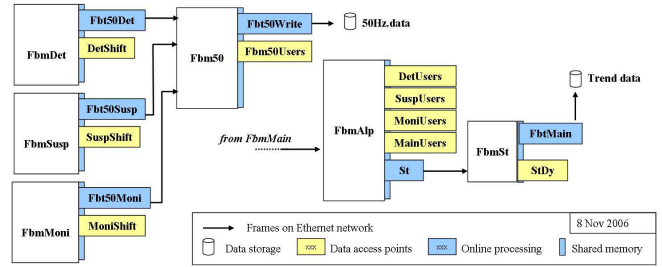 FbmDet
Fbt50Det
DetShift
FbmSusp
Fbt50Susp
SuspShift
FbmMoni
Fbt50Moni
MoniShift
Fbm50
Fbt50Write
Fbm50Users
50Hz.data
from FbmMain
FbmAlp
DetUsers
SuspUsers
MoniUsers
MainUsers
St
FbmSt
FbtMain
StDy
Trend data
8 Nov 2006
Frames on Ethernet network
Data storage
xxx Data access points
xxx Online processing
Shared memory